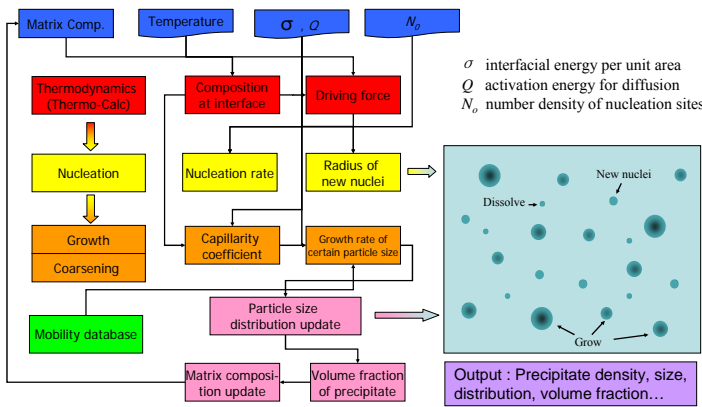 Matrix Comp.
Temperature
σ , Q
N₀
σ interfacial energy per unit area
Q activation energy for diffusion
N₀ number density of nucleation sites
Thermodynamics
(Thermo-Calc)
Composition
at interface
Driving force
Nucleation
Nucleation rate
Radius of
new nuclei
New nuclei
Dissolve
Growth
Coarsening
Capillarity
coefficient
Growth rate of
certain particle size
Mobility database
Particle size
distribution update
Grow
Matrix composi-
tion update
Volume fraction
of precipitate
Output : Precipitate density, size,
distribution, volume fraction…